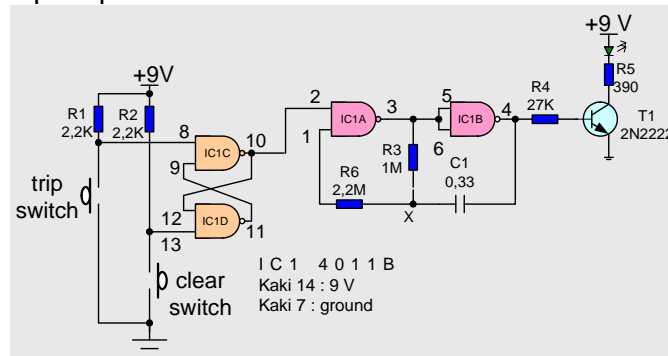 +9 V
+9V
R1
2,2K
R2
2,2K
8
9
10
IC1C
12
13
11
IC1D
trip
switch
clear
switch
2
1
3
IC1A
5
6
4
IC1B
R3
1M
R6
2,2M
X
C1
0,33
R4
27K
R5
390
T1
2N2222
I C 1 4 0 1 1 B
Kaki 14 : 9 V
Kaki 7 : ground